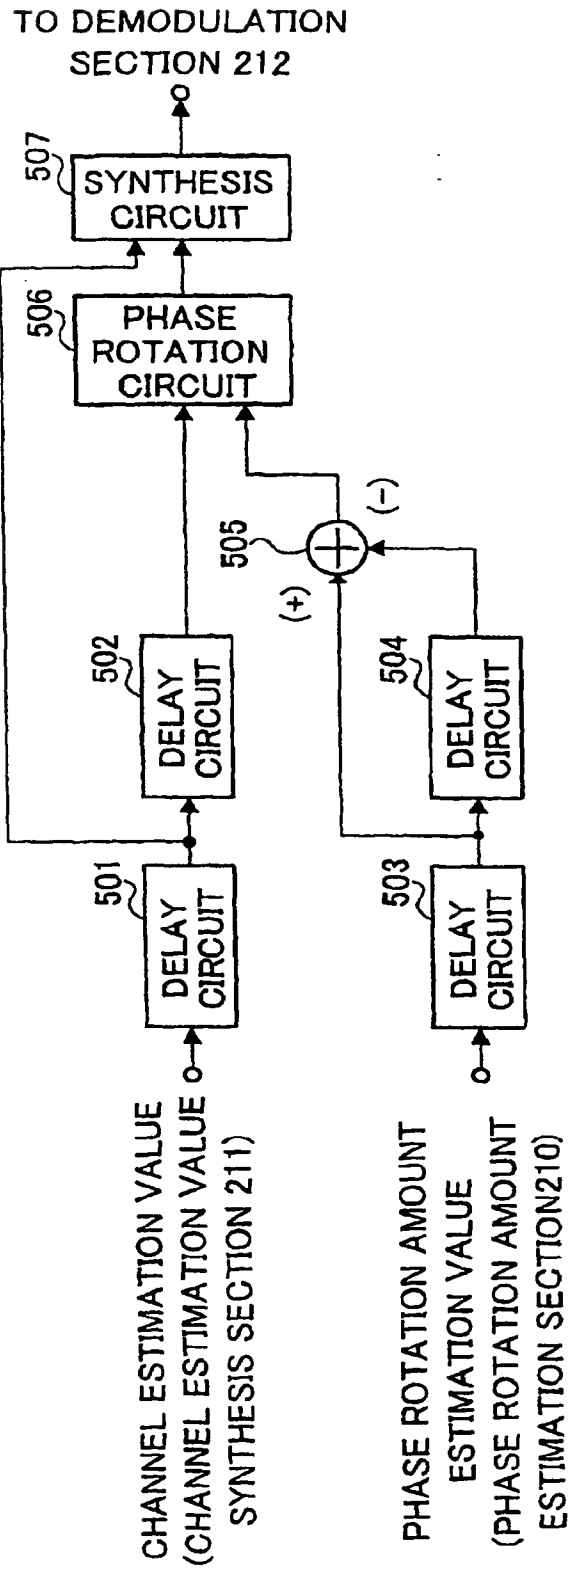 TO DEMODULATION
SECTION 212
507
SYNTHESIS
CIRCUIT
506
PHASE
ROTATION
CIRCUIT
505
(+)
(-)
502
DELAY
CIRCUIT
504
DELAY
CIRCUIT
501
DELAY
CIRCUIT
503
DELAY
CIRCUIT
CHANNEL ESTIMATION VALUE
(CHANNEL ESTIMATION VALUE
SYNTHESIS SECTION 211)
PHASE ROTATION AMOUNT
ESTIMATION VALUE
(PHASE ROTATION AMOUNT
ESTIMATION SECTION210)